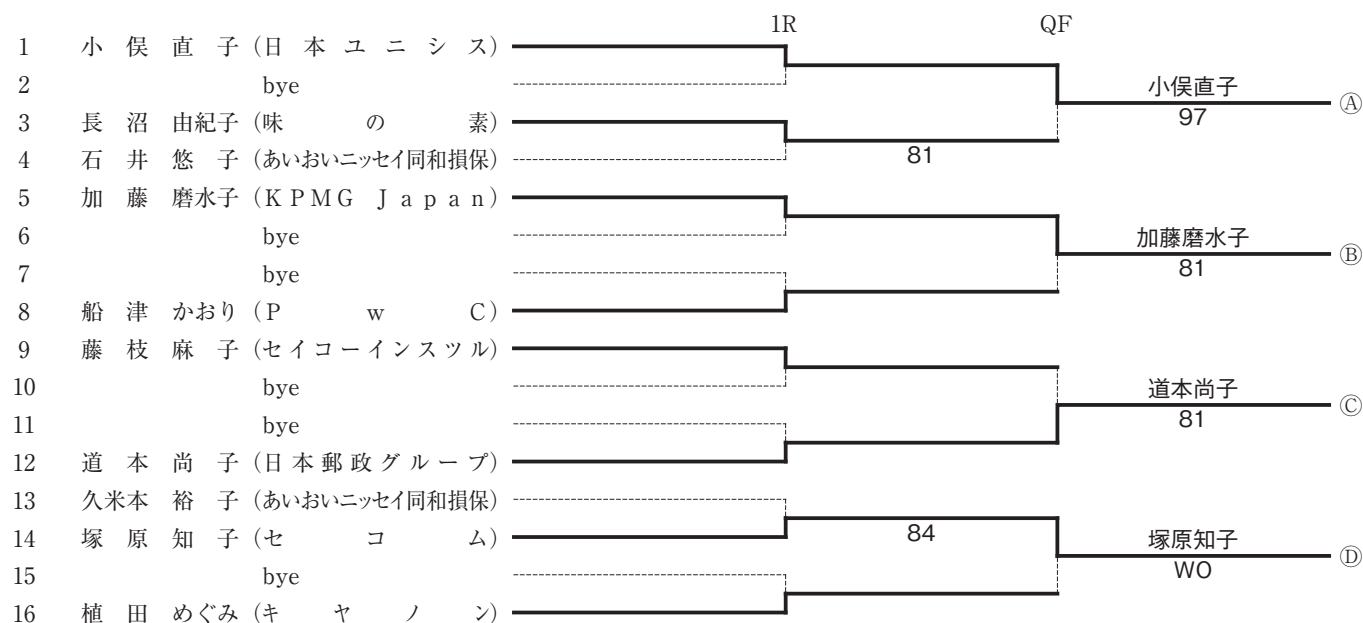 1R QF
1 小俣直子 (日本ユニシス)
2 bye
小俣直子 Ⓐ
97
3 長沼由紀子 (味の素)
4 石井悠子 (あいおいニッセイ同和損保)
81
5 加藤磨水子 (KPMG Japan)
6 bye
加藤磨水子 Ⓑ
81
7 bye
8 船津かおり (PwC)
9 藤枝麻子 (セイコーインスツル)
10 bye
道本尚子 Ⓒ
81
11 bye
12 道本尚子 (日本郵政グループ)
13 久米本裕子 (あいおいニッセイ同和損保)
84
14 塚原知子 (セコム)
塚原知子 Ⓓ
WO
15 bye
16 植田めぐみ (キヤノン)